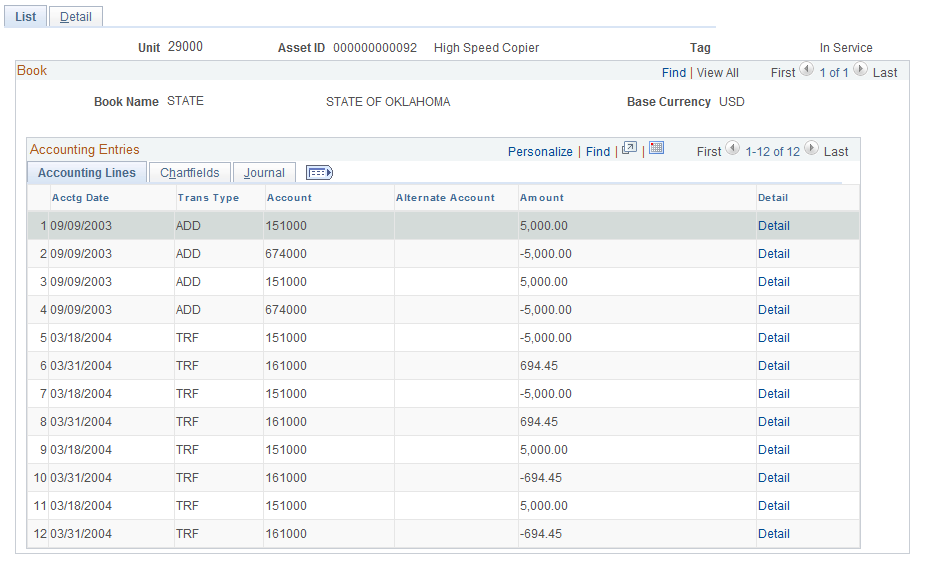 List Detail
Unit 29000 Asset ID 000000000092 High Speed Copier Tag In Service
Book Find | View All First 1 of 1 Last
Book Name STATE STATE OF OKLAHOMA Base Currency USD
Accounting Entries Personalize | Find | | First 1-12 of 12 Last
Accounting Lines Chartfields Journal
Acctg Date Trans Type Account Alternate Account Amount Detail
1 09/09/2003 ADD 151000 5,000.00 Detail
2 09/09/2003 ADD 674000 -5,000.00 Detail
3 09/09/2003 ADD 151000 5,000.00 Detail
4 09/09/2003 ADD 674000 -5,000.00 Detail
5 03/18/2004 TRF 151000 -5,000.00 Detail
6 03/31/2004 TRF 161000 694.45 Detail
7 03/18/2004 TRF 151000 -5,000.00 Detail
8 03/31/2004 TRF 161000 694.45 Detail
9 03/18/2004 TRF 151000 5,000.00 Detail
10 03/31/2004 TRF 161000 -694.45 Detail
11 03/18/2004 TRF 151000 5,000.00 Detail
12 03/31/2004 TRF 161000 -694.45 Detail